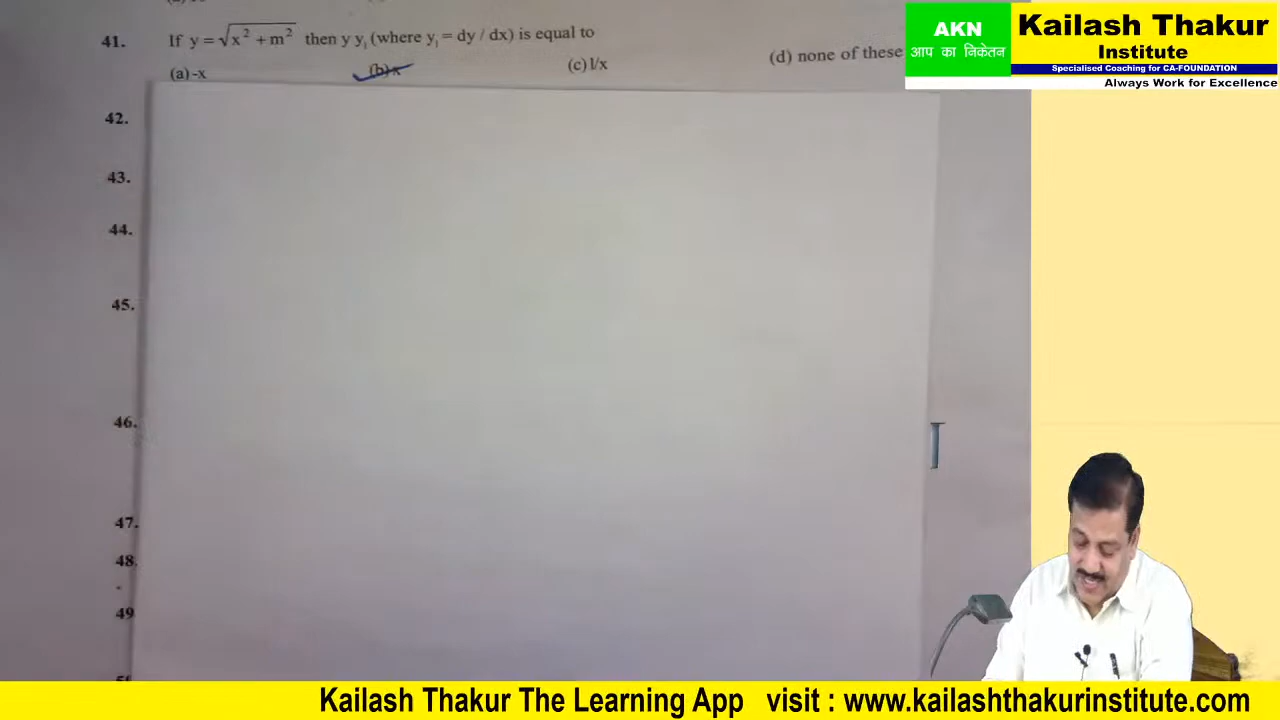 41. If y = √x² + m² then y y₁ (where y₁ = dy / dx) is equal to
(a) -x (b) x (c) 1/x (d) none of these
42.
43.
44.
45.
46.
47.
48.
49
AKN
आप का निकेतन
Kailash Thakur
Institute
Specialised Coaching for CA-FOUNDATION
Always Work for Excellence
Kailash Thakur The Learning App visit : www.kailashthakurinstitute.com